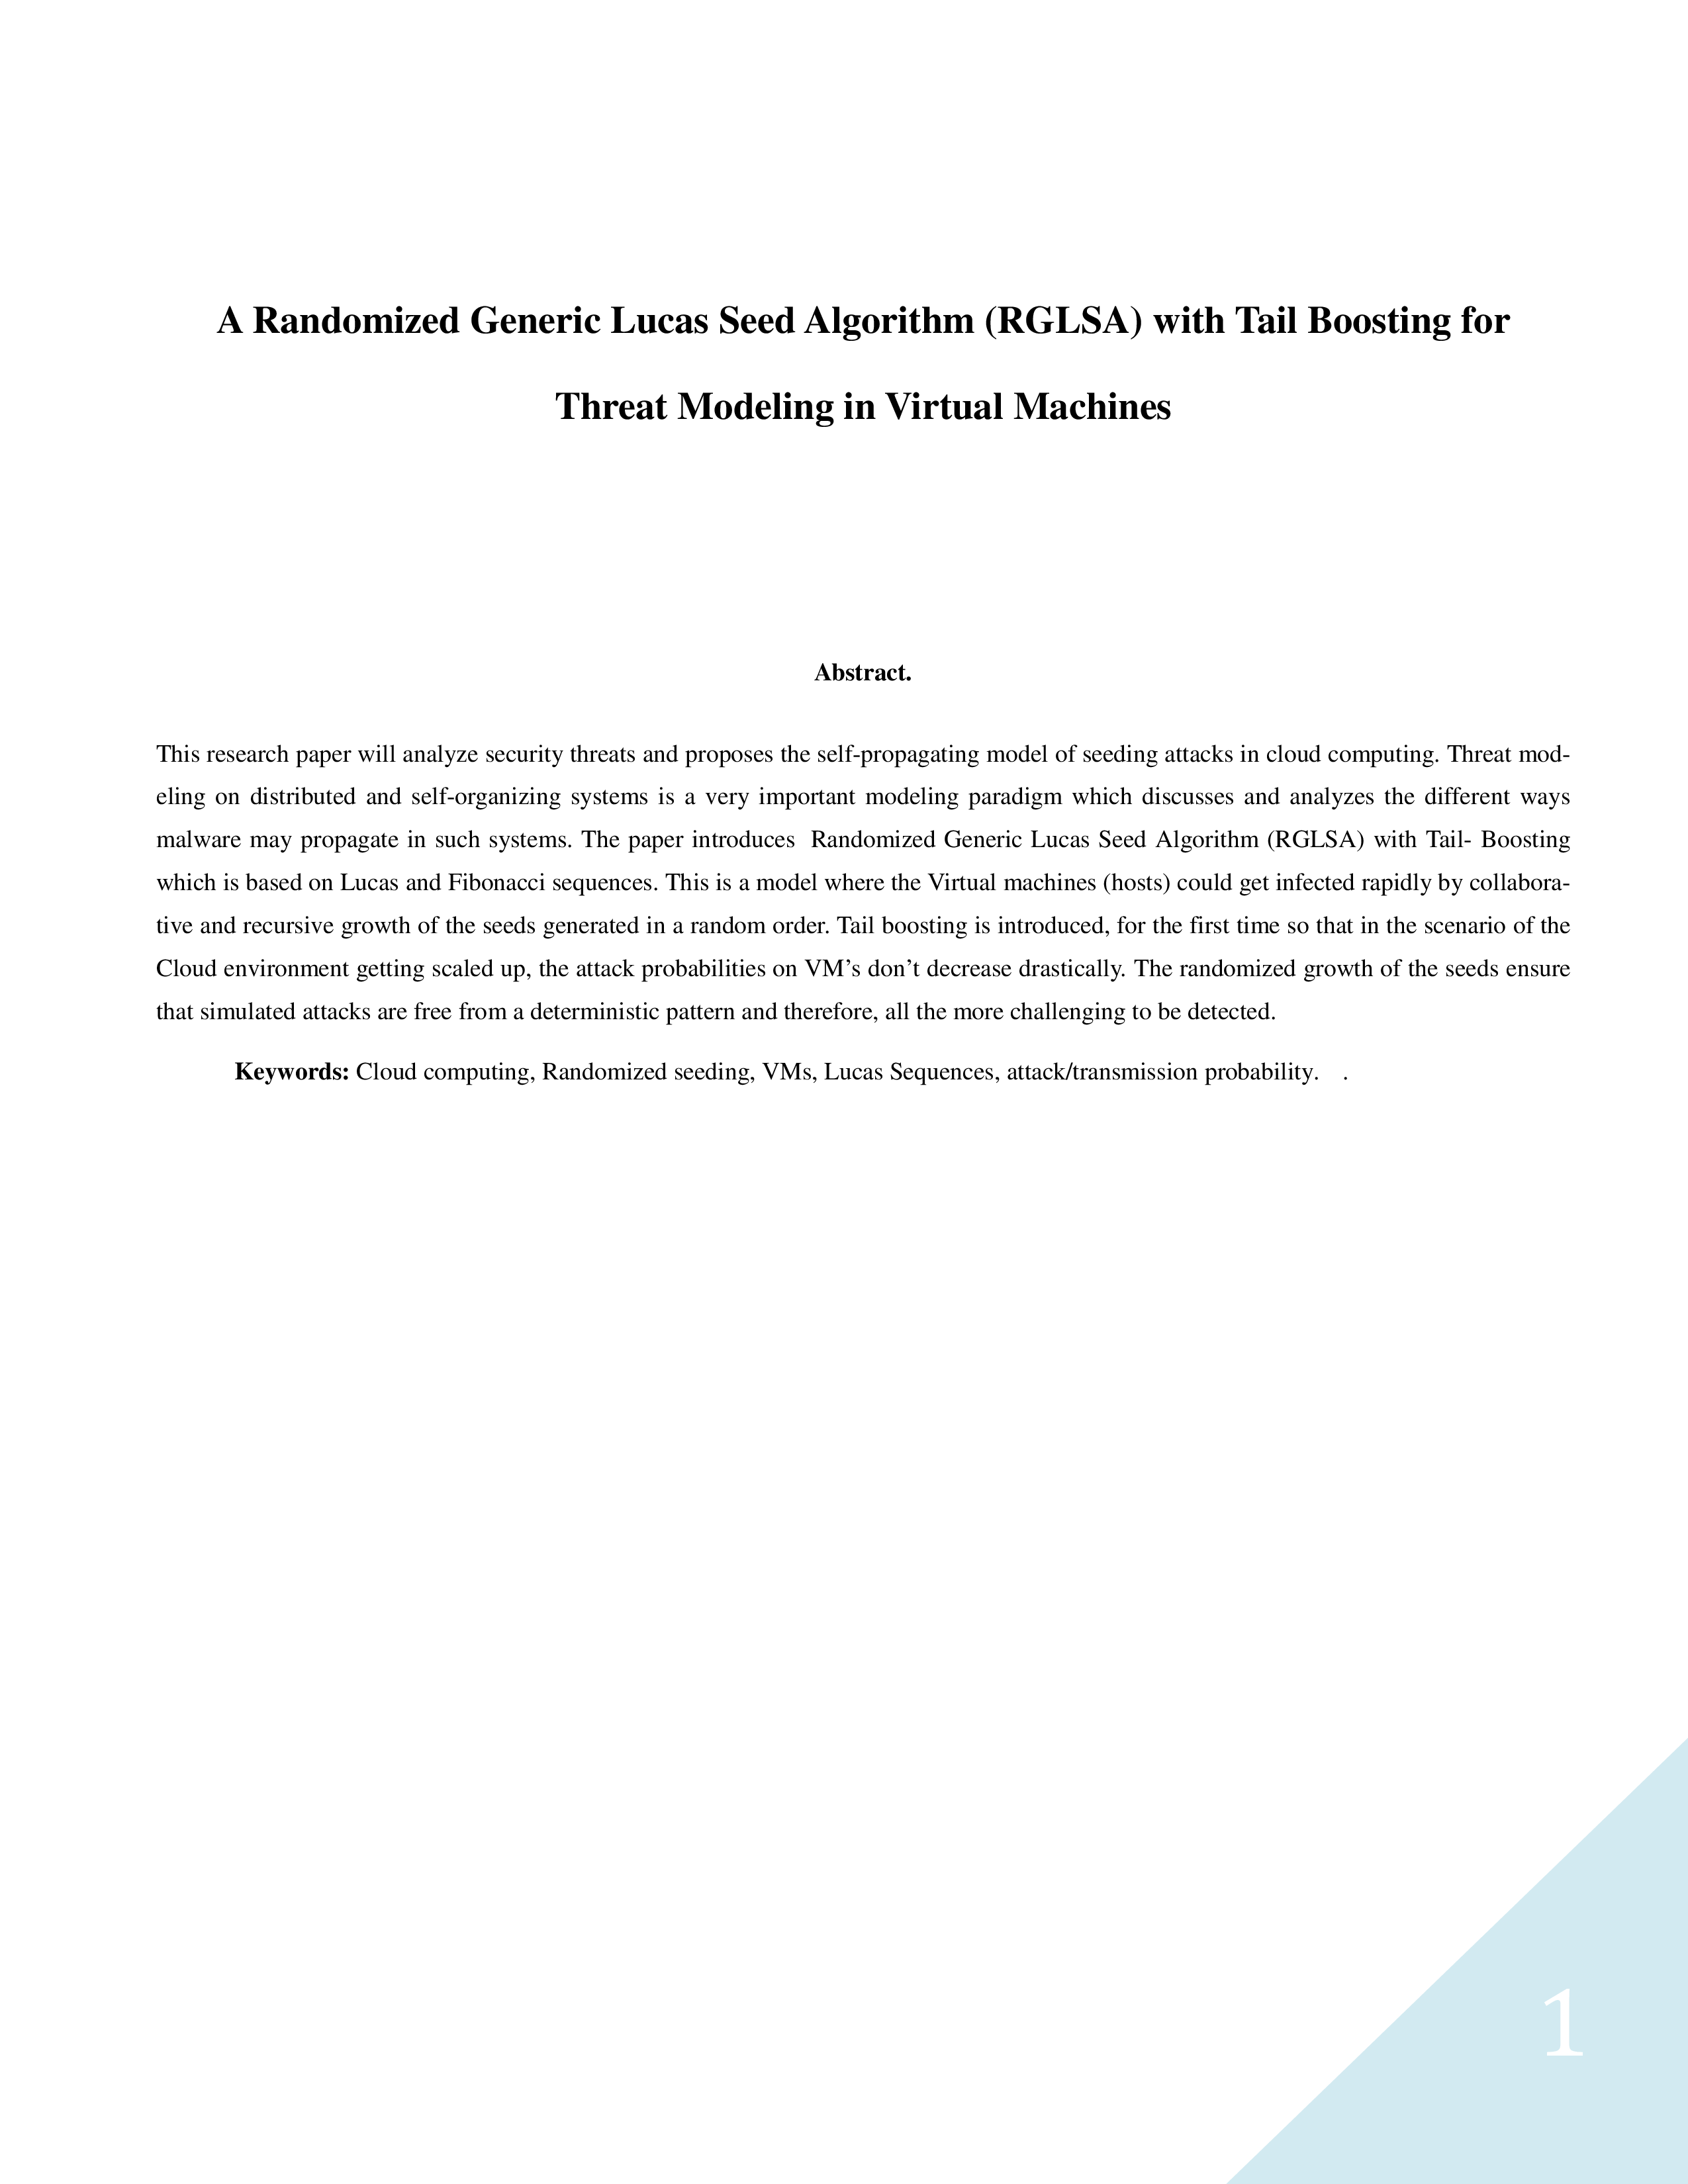 A Randomized Generic Lucas Seed Algorithm (RGLSA) with Tail Boosting for
Threat Modeling in Virtual Machines
Abstract.
This research paper will analyze security threats and proposes the self-propagating model of seeding attacks in cloud computing. Threat mod-
eling on distributed and self-organizing systems is a very important modeling paradigm which discusses and analyzes the different ways
malware may propagate in such systems. The paper introduces  Randomized Generic Lucas Seed Algorithm (RGLSA) with Tail- Boosting
which is based on Lucas and Fibonacci sequences. This is a model where the Virtual machines (hosts) could get infected rapidly by collabora-
tive and recursive growth of the seeds generated in a random order. Tail boosting is introduced, for the first time so that in the scenario of the
Cloud environment getting scaled up, the attack probabilities on VM’s don’t decrease drastically. The randomized growth of the seeds ensure
that simulated attacks are free from a deterministic pattern and therefore, all the more challenging to be detected.
Keywords: Cloud computing, Randomized seeding, VMs, Lucas Sequences, attack/transmission probability.   .
1